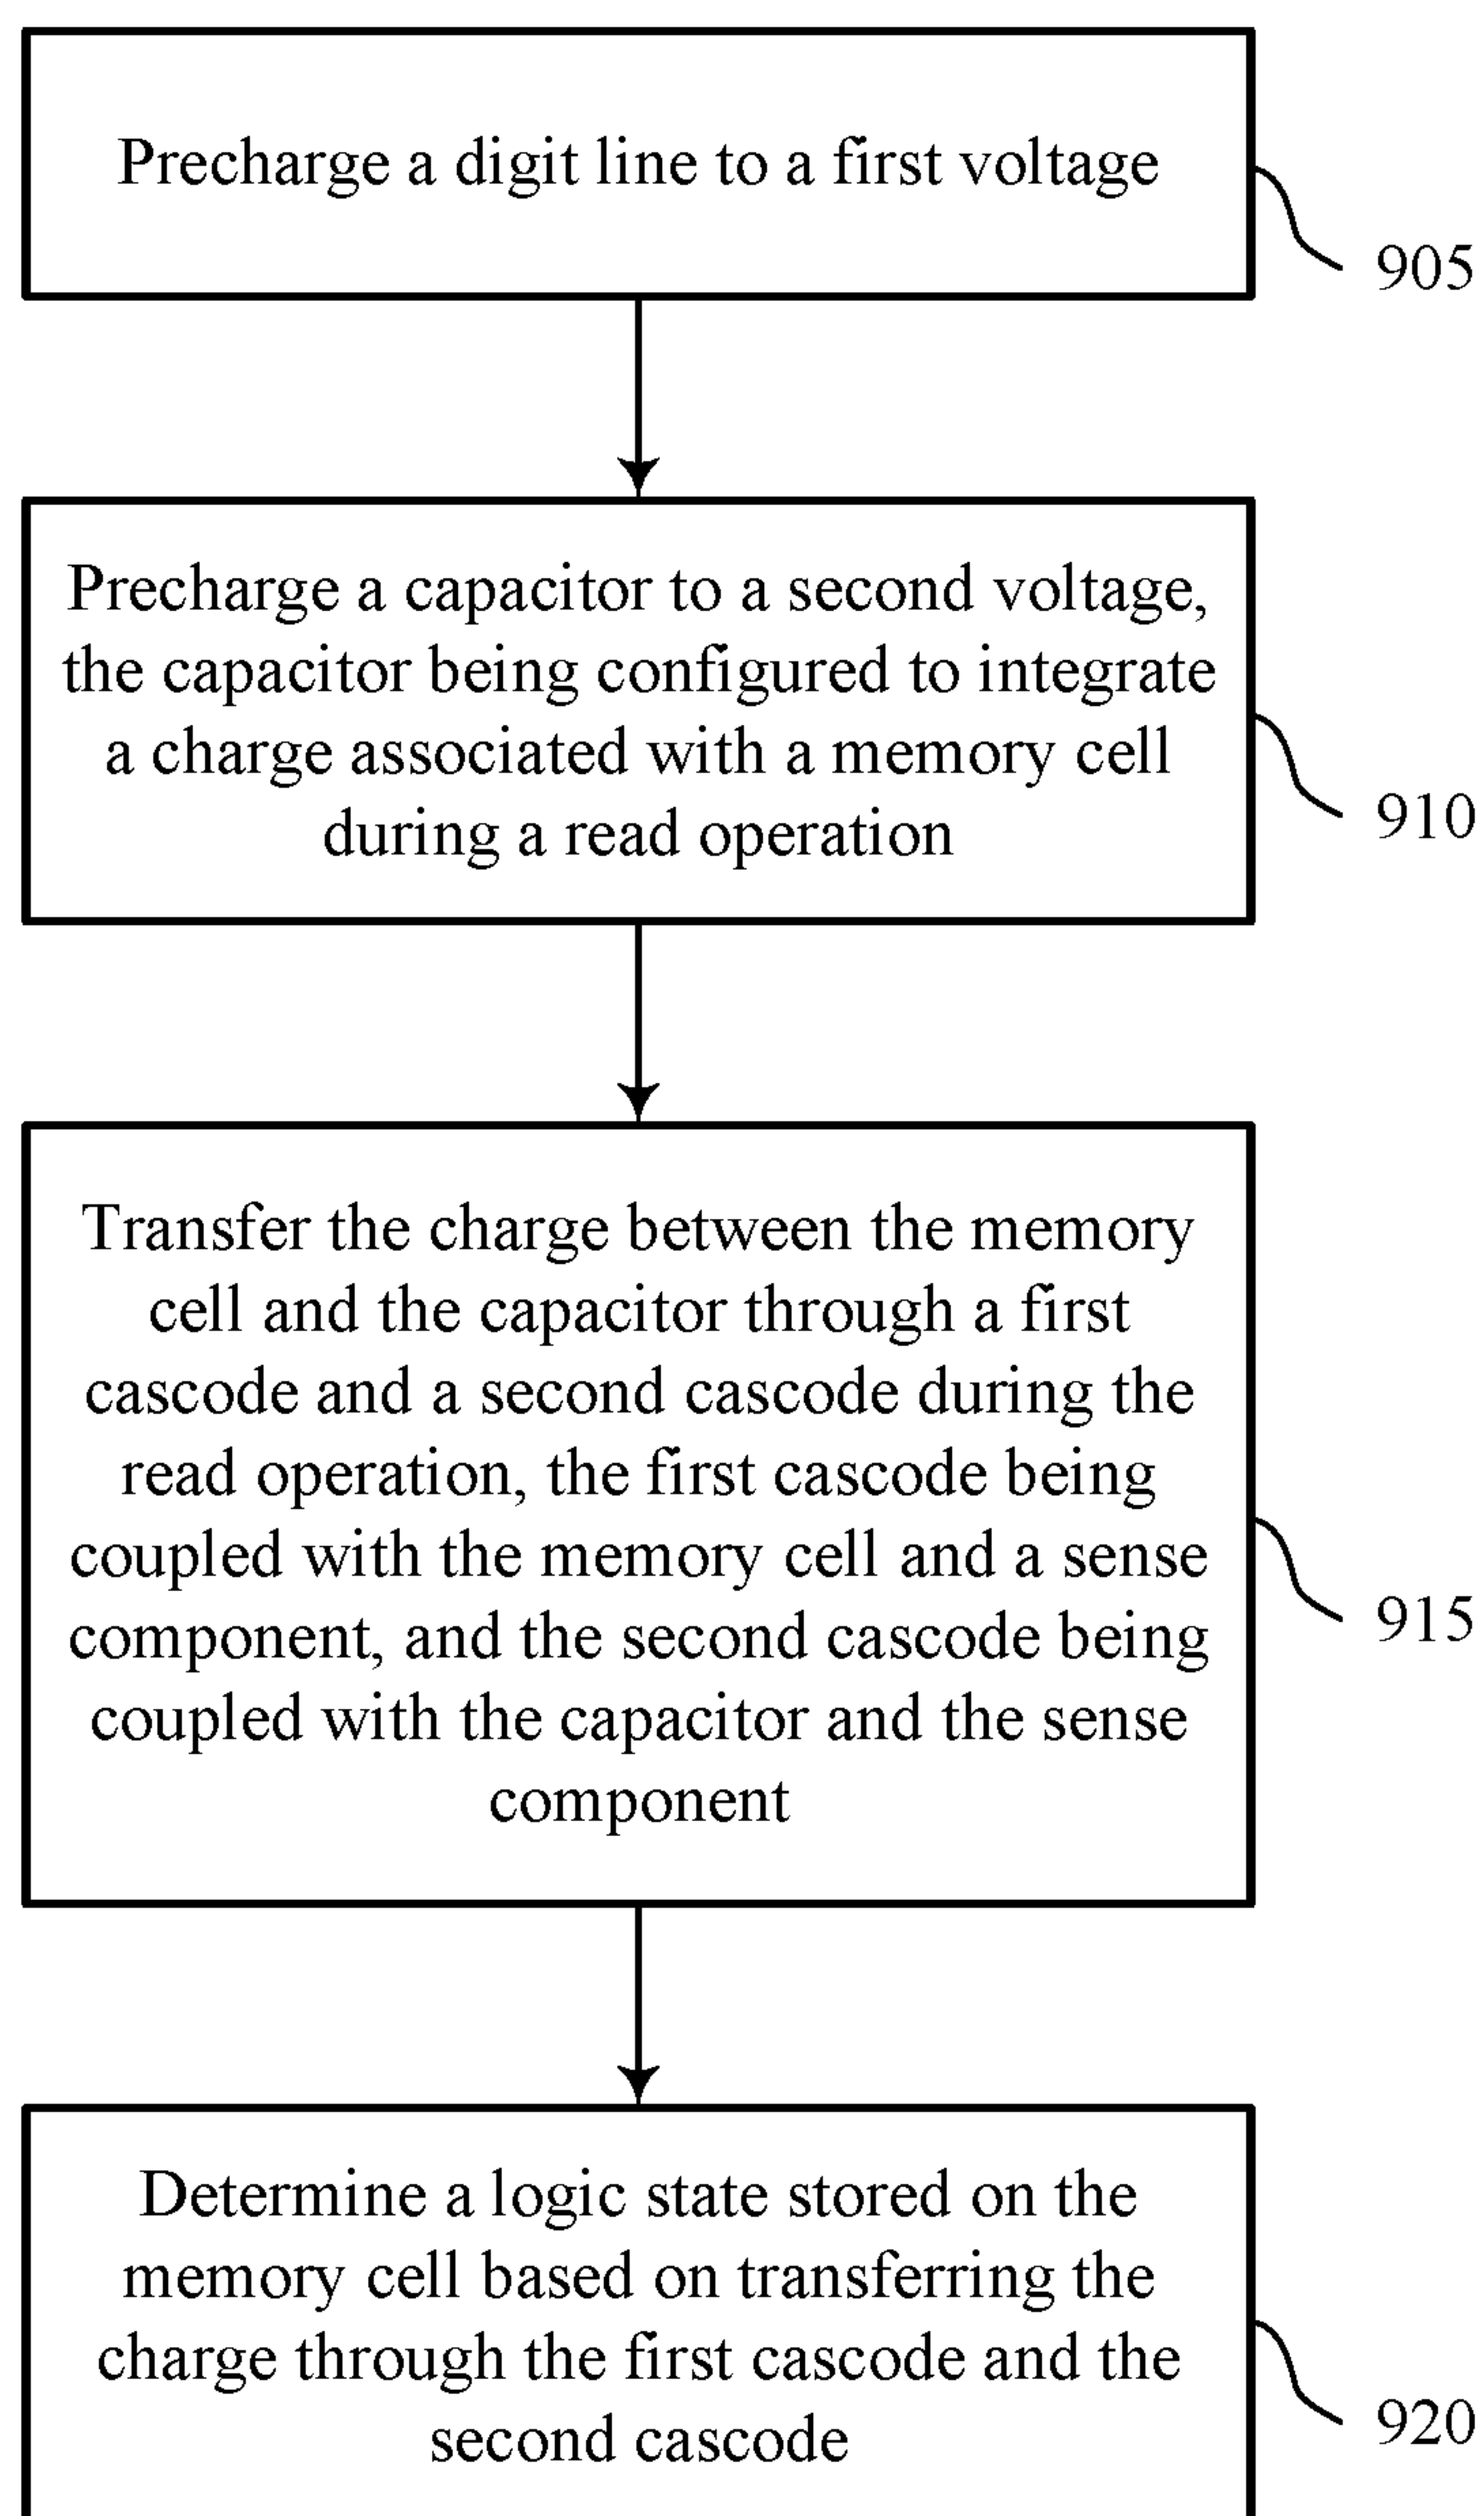 Precharge a digit line to a first voltage
905
Precharge a capacitor to a second voltage,
the capacitor being configured to integrate
a charge associated with a memory cell
during a read operation
910
Transfer the charge between the memory
cell and the capacitor through a first
cascode and a second cascode during the
read operation, the first cascode being
coupled with the memory cell and a sense
component, and the second cascode being
coupled with the capacitor and the sense
component
915
Determine a logic state stored on the
memory cell based on transferring the
charge through the first cascode and the
second cascode
920